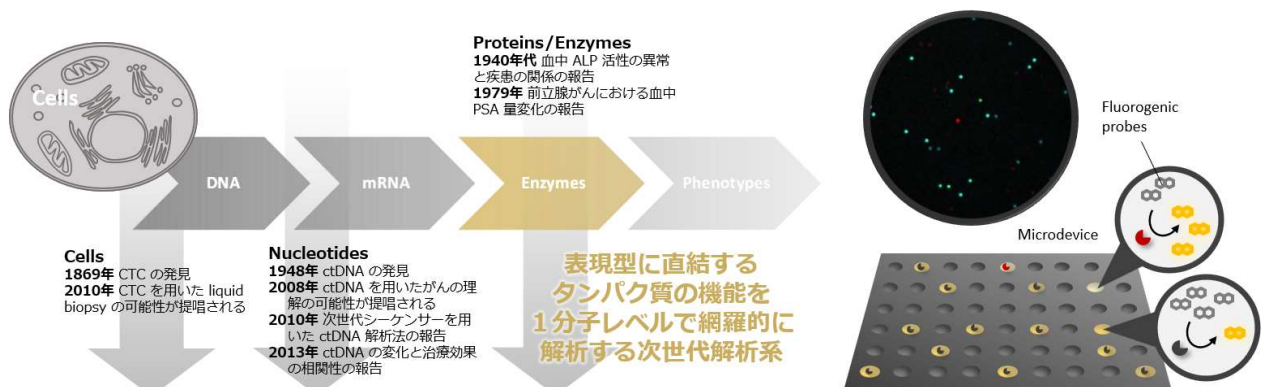 Cells
DNA
mRNA
Enzymes
Phenotypes
Proteins/Enzymes
1940年代 血中 ALP 活性の異常
と疾患の関係の報告
1979年 前立腺がんにおける血中
PSA 量変化の報告
Cells
1869年 CTC の発見
2010年 CTC を用いた liquid
biopsy の可能性が提唱される
Nucleotides
1948年 ctDNA の発見
2008年 ctDNA を用いたがんの理
解の可能性が提唱される
2010年 次世代シーケンサーを用
いた ctDNA 解析法の報告
2013年 ctDNA の変化と治療効果
の相関性の報告
表現型に直結する
タンパク質の機能を
１分子レベルで網羅的に
解析する次世代解析系
Fluorogenic
probes
Microdevice